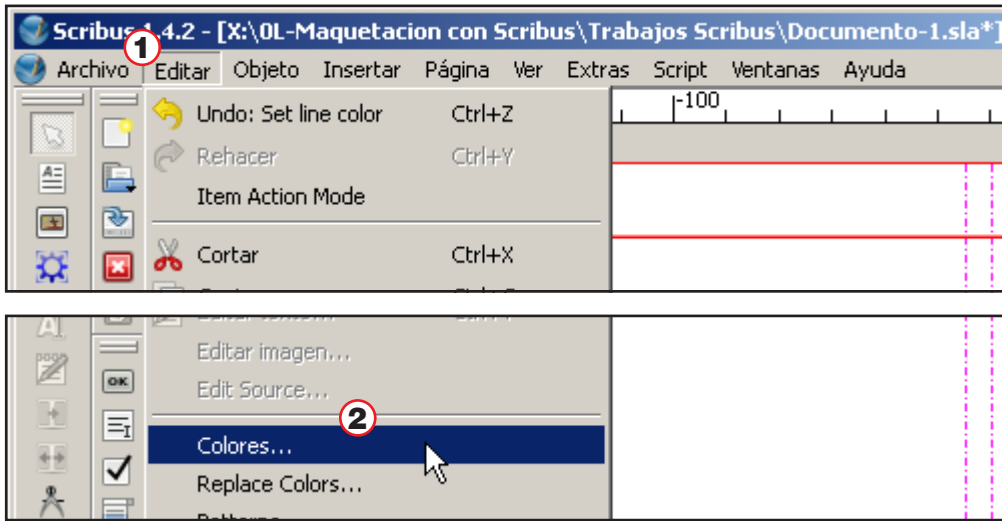 Scribus 1.4.2 - [X:\0L-Maquetacion con Scribus\Trabajos Scribus\Documento-1.sla*]
1
Archivo Editar Objeto Insertar Página Ver Extras Script Ventanas Ayuda
Undo: Set line color Ctrl+Z
-100
Rehacer Ctrl+Y
Item Action Mode
Cortar Ctrl+X
Editar imagen...
OK
Edit Source...
2
Colores...
Replace Colors...